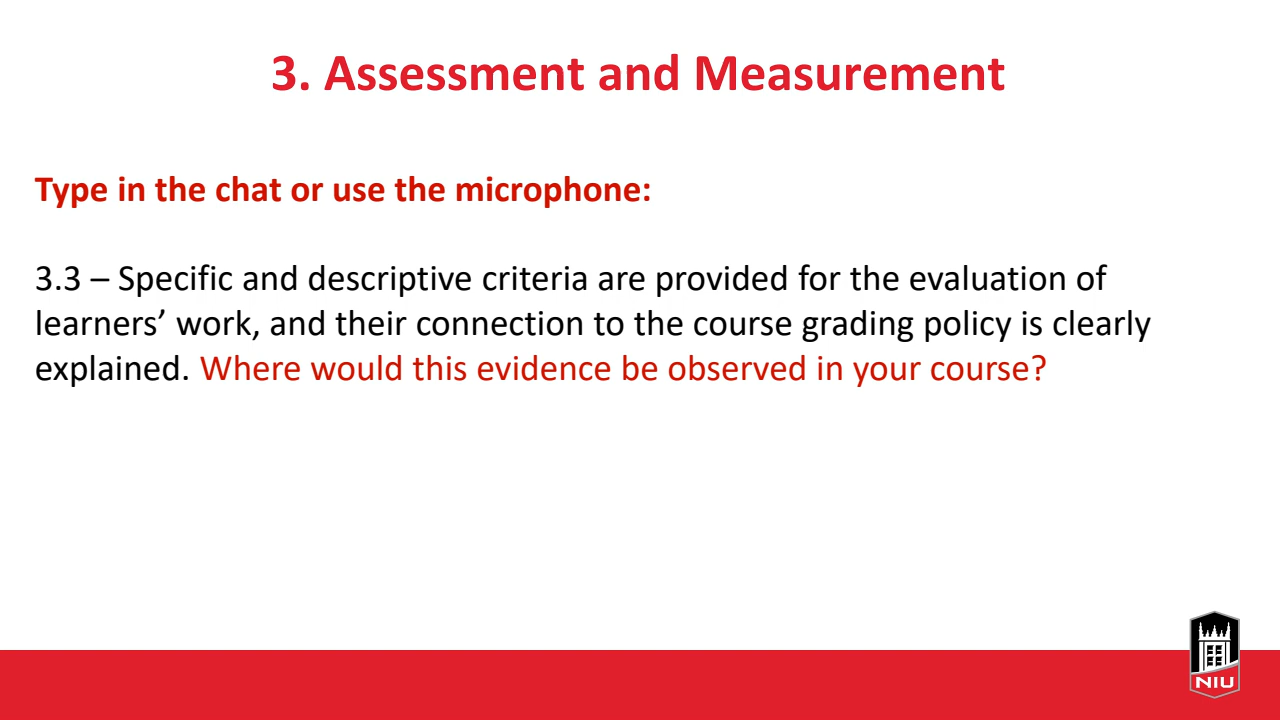 3. Assessment and Measurement
Type in the chat or use the microphone:
3.3 – Specific and descriptive criteria are provided for the evaluation of
learners’ work, and their connection to the course grading policy is clearly
explained. Where would this evidence be observed in your course?
NIU